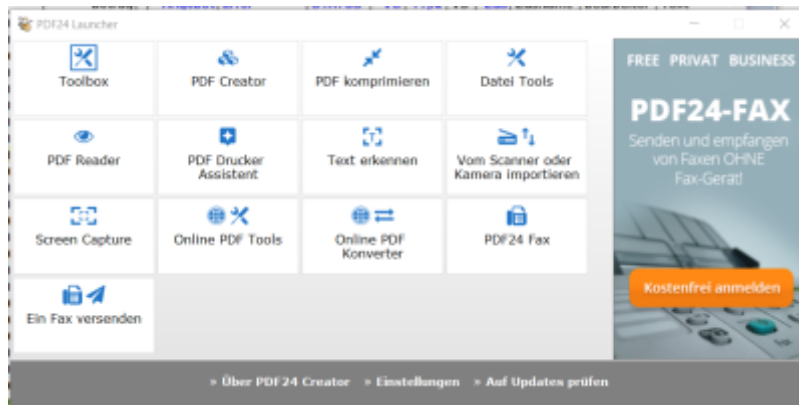 PDF24 Launcher
Toolbox
PDF Creator
PDF komprimieren
Datei Tools
PDF Reader
PDF Drucker
Assistent
Text erkennen
Vom Scanner oder
Kamera importieren
Screen Capture
Online PDF Tools
Online PDF
Konverter
PDF24 Fax
Ein Fax versenden
FREE PRIVAT BUSINESS
PDF24-FAX
Senden und empfangen
von Faxen OHNE
Fax-Gerät!
Kostenfrei anmelden
» Über PDF24 Creator » Einstellungen » Auf Updates prüfen